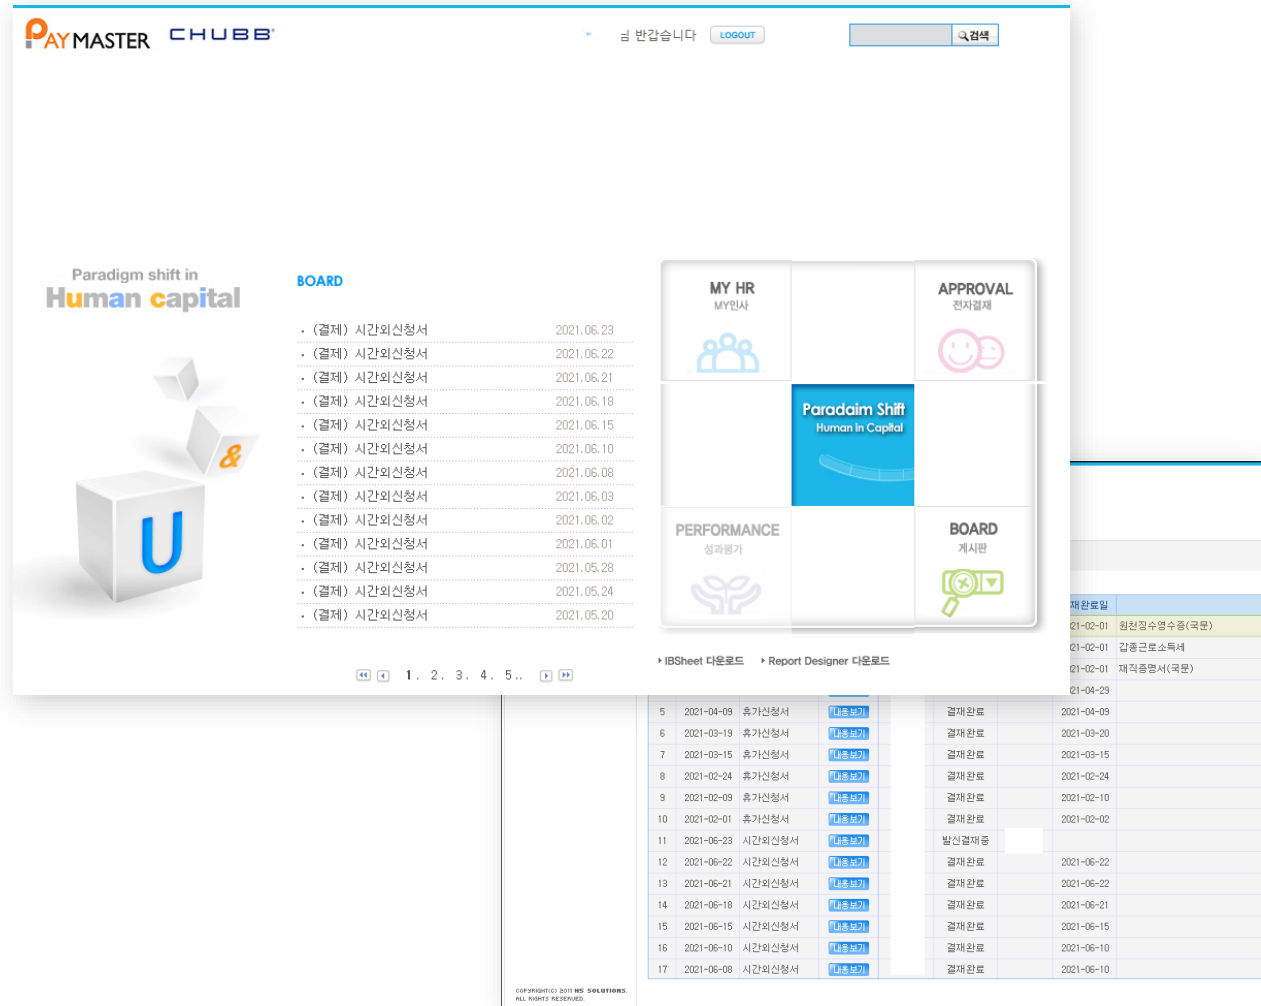 PAY MASTER CHUBB
님 반갑습니다 LOGOUT 검색
Paradigm shift in
Human capital
U
&
BOARD
· (결제) 시간외신청서 2021.06.23
· (결제) 시간외신청서 2021.06.22
· (결제) 시간외신청서 2021.06.21
· (결제) 시간외신청서 2021.06.18
· (결제) 시간외신청서 2021.06.15
· (결제) 시간외신청서 2021.06.10
· (결제) 시간외신청서 2021.06.08
· (결제) 시간외신청서 2021.06.03
· (결제) 시간외신청서 2021.06.02
· (결제) 시간외신청서 2021.06.01
· (결제) 시간외신청서 2021.05.28
· (결제) 시간외신청서 2021.05.24
· (결제) 시간외신청서 2021.05.20
1. 2. 3. 4. 5..
MY HR
MY인사
APPROVAL
전자결재
Paradaim Shift
Human in Capital
PERFORMANCE
성과평가
BOARD
게시판
IBSheet 다운로드 Report Designer 다운로드
재완료일
21-02-01 원천징수영수증(국문)
21-02-01 갑종근로소득세
21-02-01 재직증명서(국문)
21-04-29
5 2021-04-09 휴가신청서 내용보기 결재완료 2021-04-09
6 2021-03-19 휴가신청서 내용보기 결재완료 2021-03-20
7 2021-03-15 휴가신청서 내용보기 결재완료 2021-03-15
8 2021-02-24 휴가신청서 내용보기 결재완료 2021-02-24
9 2021-02-09 휴가신청서 내용보기 결재완료 2021-02-10
10 2021-02-01 휴가신청서 내용보기 결재완료 2021-02-02
11 2021-06-23 시간외신청서 내용보기 발신결재중
12 2021-06-22 시간외신청서 내용보기 결재완료 2021-06-22
13 2021-06-21 시간외신청서 내용보기 결재완료 2021-06-22
14 2021-06-18 시간외신청서 내용보기 결재완료 2021-06-21
15 2021-06-15 시간외신청서 내용보기 결재완료 2021-06-15
16 2021-06-10 시간외신청서 내용보기 결재완료 2021-06-10
17 2021-06-08 시간외신청서 내용보기 결재완료 2021-06-10
COPYRIGHT(C) 2011 HS SOLUTIONS.
ALL RIGHTS RESERVED.